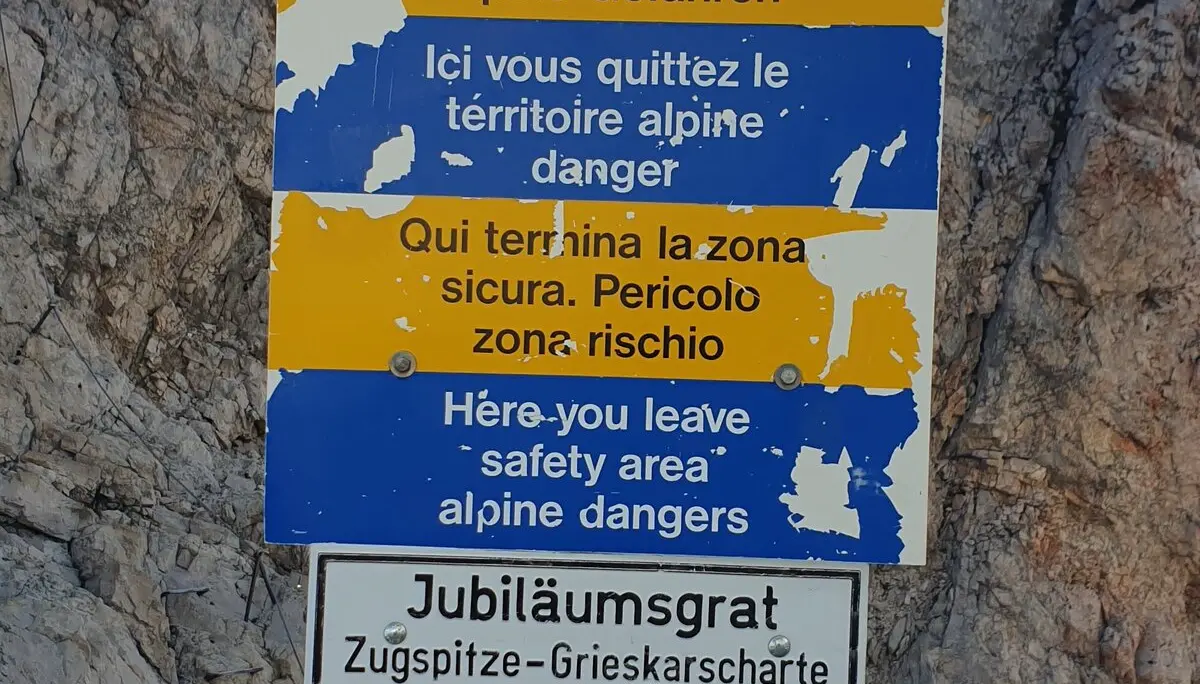 Ici vous quittez le
térritoire alpine
danger
Qui termina la zona
sicura. Pericolo
zona rischio
Here you leave
safety area
alpine dangers
Jubiläumsgrat
Zugspitze-Grieskarscharte